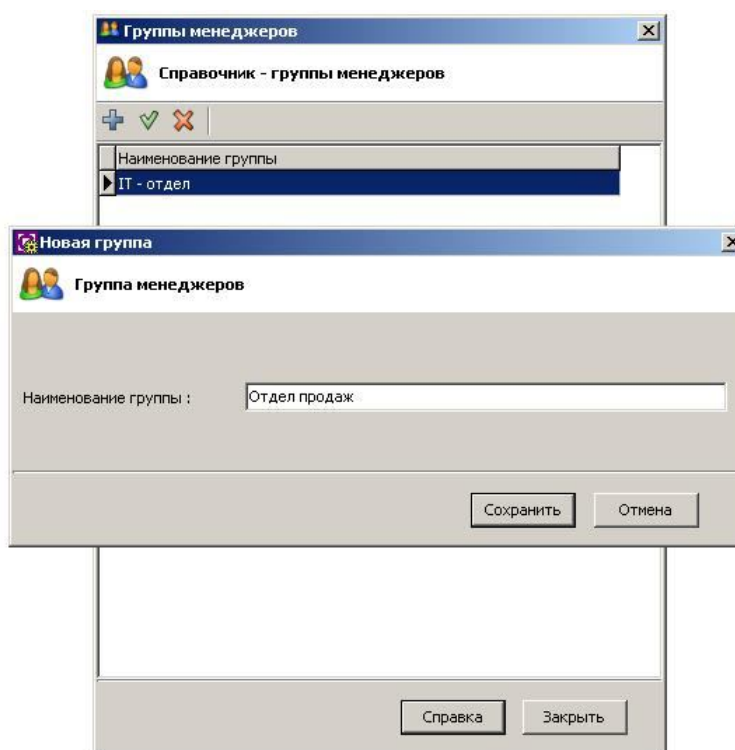 Группы менеджеров
Справочник - группы менеджеров
Наименование группы
IT - отдел
Новая группа
Группа менеджеров
Наименование группы :
Отдел продаж
Сохранить
Отмена
Справка
Закрыть